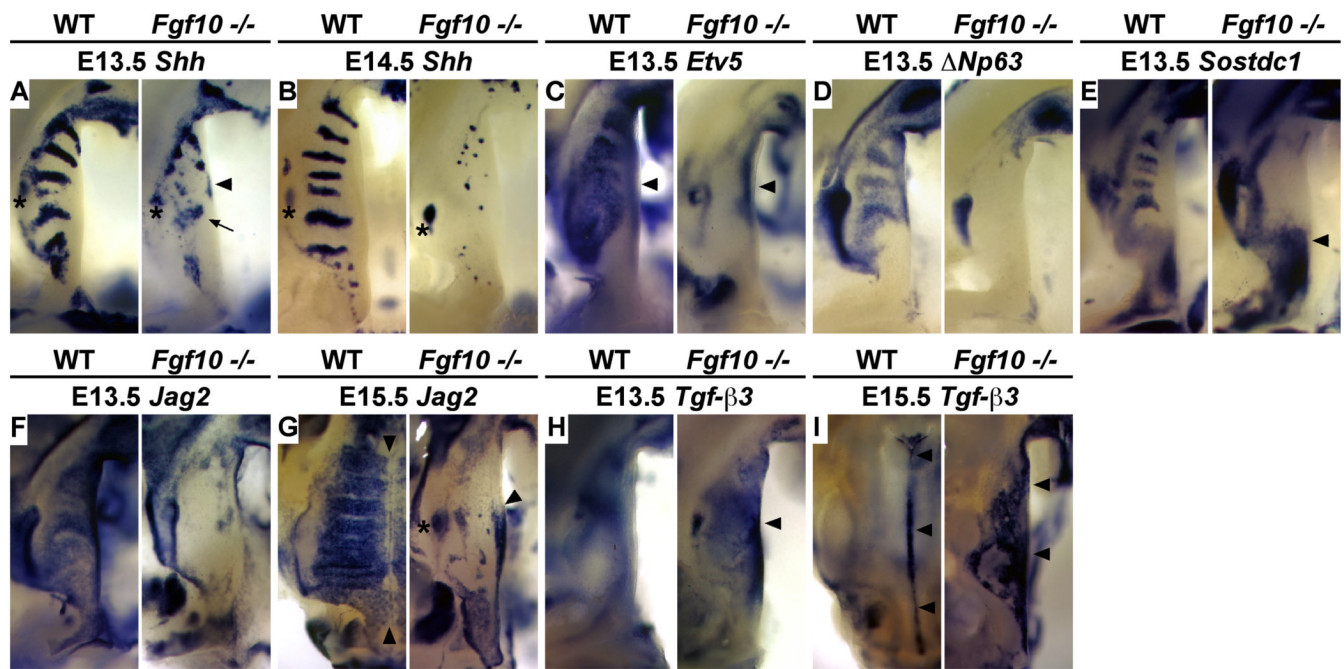 WT Fgf10 -/- WT Fgf10 -/- WT Fgf10 -/- WT Fgf10 -/- WT Fgf10 -/-
E13.5 Shh E14.5 Shh E13.5 Etv5 E13.5 ΔNp63 E13.5 Sostdc1
A B C D E
* * * *
WT Fgf10 -/- WT Fgf10 -/- WT Fgf10 -/- WT Fgf10 -/-
E13.5 Jag2 E15.5 Jag2 E13.5 Tgf-β3 E15.5 Tgf-β3
F G H I
*